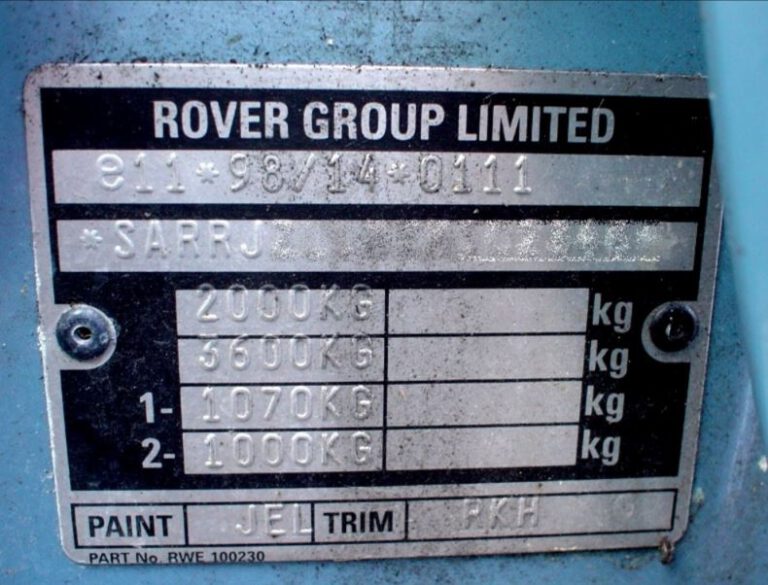 ROVER GROUP LIMITED
e11*98/14*0111
*SARRJ
2000KG kg
3600KG kg
1- 1070KG kg
2- 1000KG kg
PAINT JEL TRIM RKH
PART No. RWE 100230